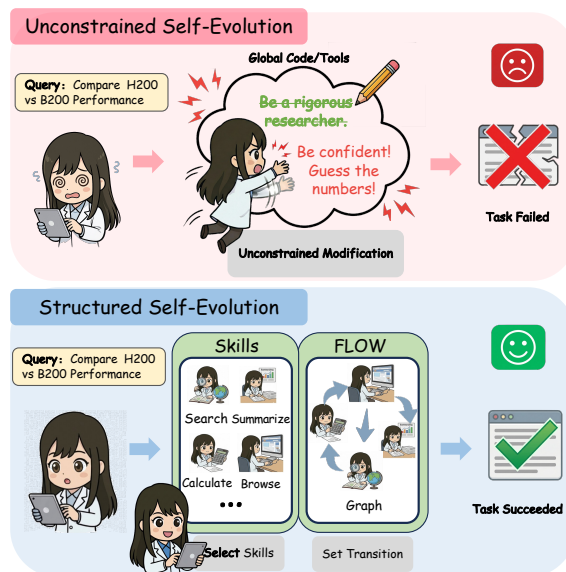 Unconstrained Self-Evolution
Global Code/Tools
Query: Compare H200
vs B200 Performance
Be a rigorous
researcher.
Be confident!
Guess the
numbers!
Task Failed
Unconstrained Modification
Structured Self-Evolution
Query: Compare H200
vs B200 Performance
Skills
FLOW
Search Summarize
Calculate Browse
...
Graph
Task Succeeded
Select Skills
Set Transition